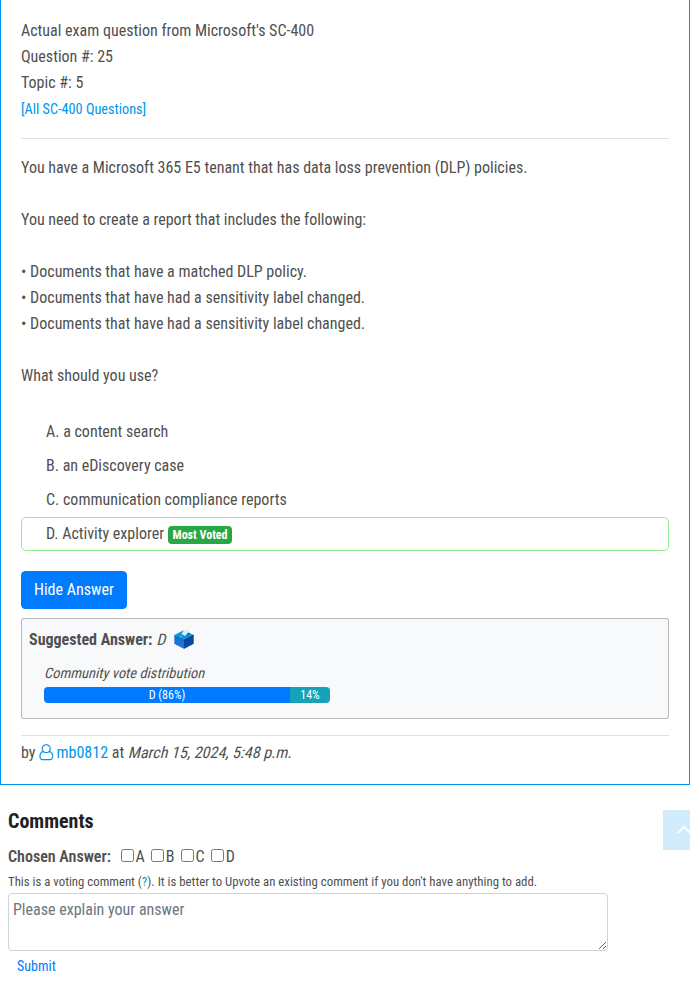 Actual exam question from Microsoft's SC-400
Question #: 25
Topic #: 5
[All SC-400 Questions]
You have a Microsoft 365 E5 tenant that has data loss prevention (DLP) policies.
You need to create a report that includes the following:
• Documents that have a matched DLP policy.
• Documents that have had a sensitivity label changed.
• Documents that have had a sensitivity label changed.
What should you use?
A. a content search
B. an eDiscovery case
C. communication compliance reports
D. Activity explorer Most Voted
Hide Answer
Suggested Answer: D
Community vote distribution
D (86%) 14%
by mb0812 at March 15, 2024, 5:48 p.m.
Comments
Chosen Answer: A B C D
This is a voting comment (?). It is better to Upvote an existing comment if you don't have anything to add.
Please explain your answer
Submit